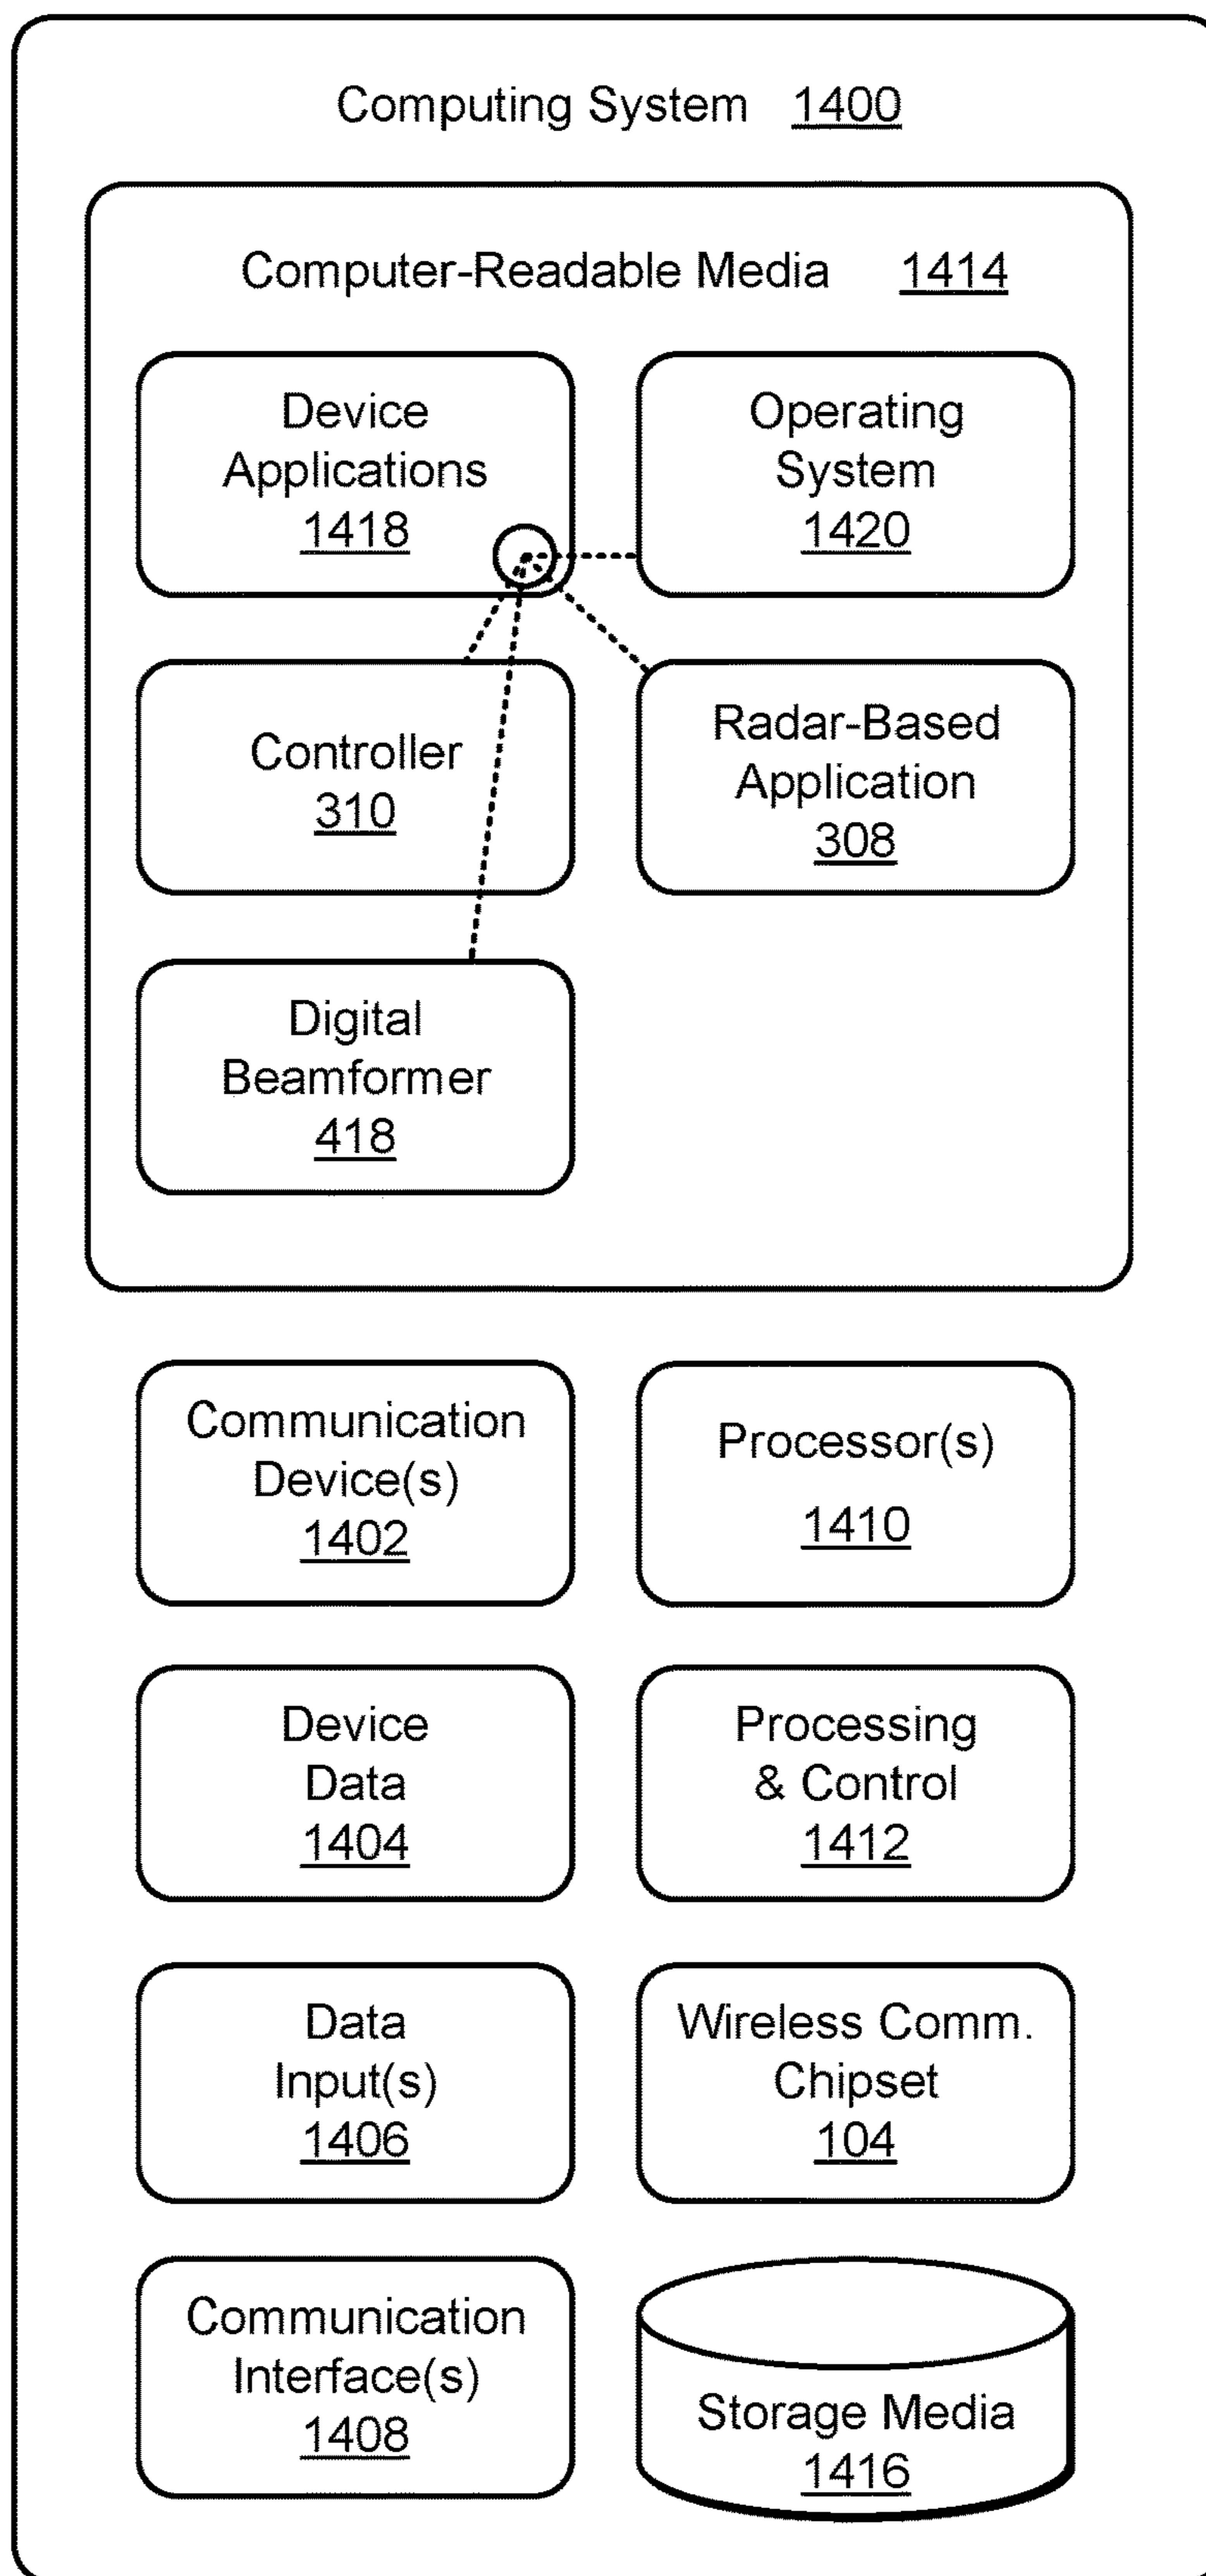 Computing System 1400
Computer-Readable Media 1414
Device
Applications
1418
Operating
System
1420
Controller
310
Radar-Based
Application
308
Digital
Beamformer
418
Communication
Device(s)
1402
Processor(s)
1410
Device
Data
1404
Processing
& Control
1412
Data
Input(s)
1406
Wireless Comm.
Chipset
104
Communication
Interface(s)
1408
Storage Media
1416